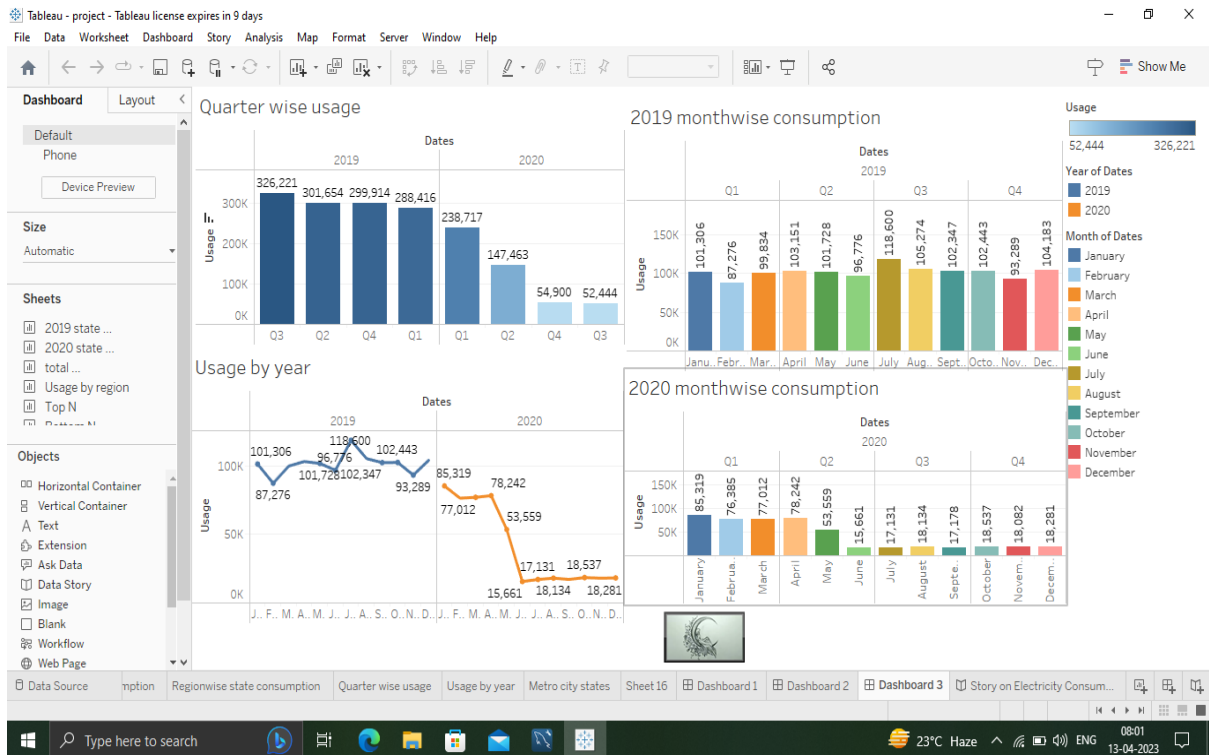 Tableau - project - Tableau license expires in 9 days
File Data Worksheet Dashboard Story Analysis Map Format Server Window Help
Show Me
Dashboard Layout
Default
Phone
Device Preview
Size
Automatic
Sheets
2019 state ...
2020 state ...
total ...
Usage by region
Top N
Objects
Horizontal Container
Vertical Container
Text
Extension
Ask Data
Data Story
Image
Blank
Workflow
Web Page
Quarter wise usage
Dates
2019 2020
Usage
300K
200K
100K
0K
326,221 301,654 299,914 288,416 238,717 147,463 54,900 52,444
Q3 Q2 Q4 Q1 Q1 Q2 Q4 Q3
2019 monthwise consumption
Dates
2019
Q1 Q2 Q3 Q4
Usage
150K
100K
50K
0K
101,306 87,276 99,834 103,151 101,728 96,776 118,600 105,274 102,347 102,443 93,289 104,183
Janu.. Febr.. Mar.. April May June July Aug.. Sept.. Octo.. Nov.. Dec..
Usage by year
Dates
2019 2020
Usage
100K
50K
0K
101,306 87,276 101,728 96,776 118,600 102,347 102,443 93,289
85,319 77,012 78,242 53,559 15,661 17,131 18,134 18,537 18,281
J.. F.. M. A.. M. J.. J.. A.. S.. O.. N.. D.. J.. F.. M. A.. M. J.. J.. A.. S.. O.. N.. D..
2020 monthwise consumption
Dates
2020
Q1 Q2 Q3 Q4
Usage
150K
100K
50K
85,319 76,385 77,012 78,242 53,559 15,661 17,131 18,134 17,178 18,537 18,082 18,281
January Februa.. March April May June July August Septe.. October Novem.. Decem..
Usage
52,444 326,221
Year of Dates
2019
2020
Month of Dates
January
February
March
April
May
June
July
August
September
October
November
December
Data Source mption Regionwise state consumption Quarter wise usage Usage by year Metro city states Sheet 16 Dashboard 1 Dashboard 2 Dashboard 3 Story on Electricity Consum...
Type here to search
23°C Haze ENG
08:01
13-04-2023